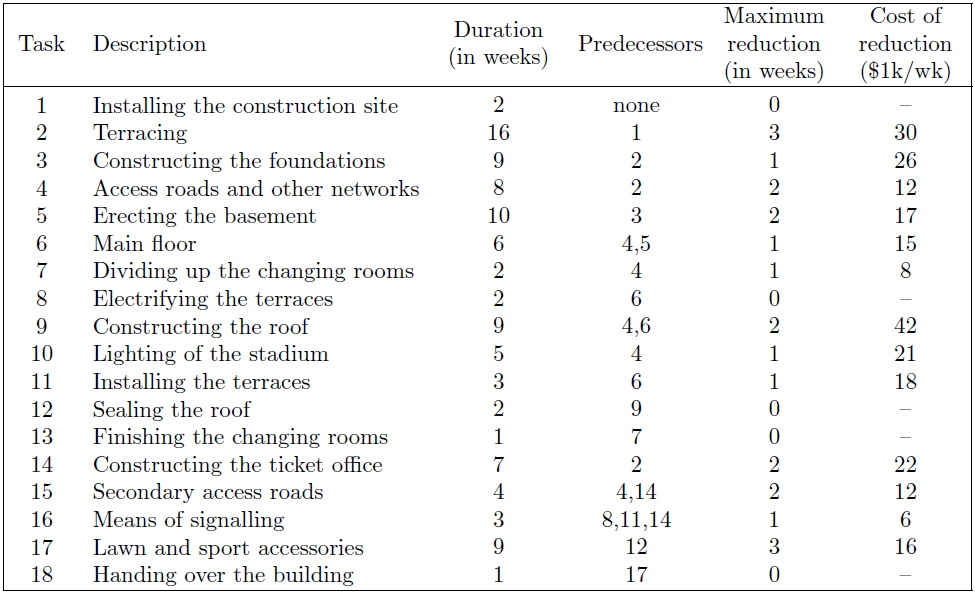 Task Description Duration (in weeks) Predecessors Maximum reduction (in weeks) Cost of reduction ($1k/wk)
1 Installing the construction site 2 none 0 –
2 Terracing 16 1 3 30
3 Constructing the foundations 9 2 1 26
4 Access roads and other networks 8 2 2 12
5 Erecting the basement 10 3 2 17
6 Main floor 6 4,5 1 15
7 Dividing up the changing rooms 2 4 1 8
8 Electrifying the terraces 2 6 0 –
9 Constructing the roof 9 4,6 2 42
10 Lighting of the stadium 5 4 1 21
11 Installing the terraces 3 6 1 18
12 Sealing the roof 2 9 0 –
13 Finishing the changing rooms 1 7 0 –
14 Constructing the ticket office 7 2 2 22
15 Secondary access roads 4 4,14 2 12
16 Means of signalling 3 8,11,14 1 6
17 Lawn and sport accessories 9 12 3 16
18 Handing over the building 1 17 0 –